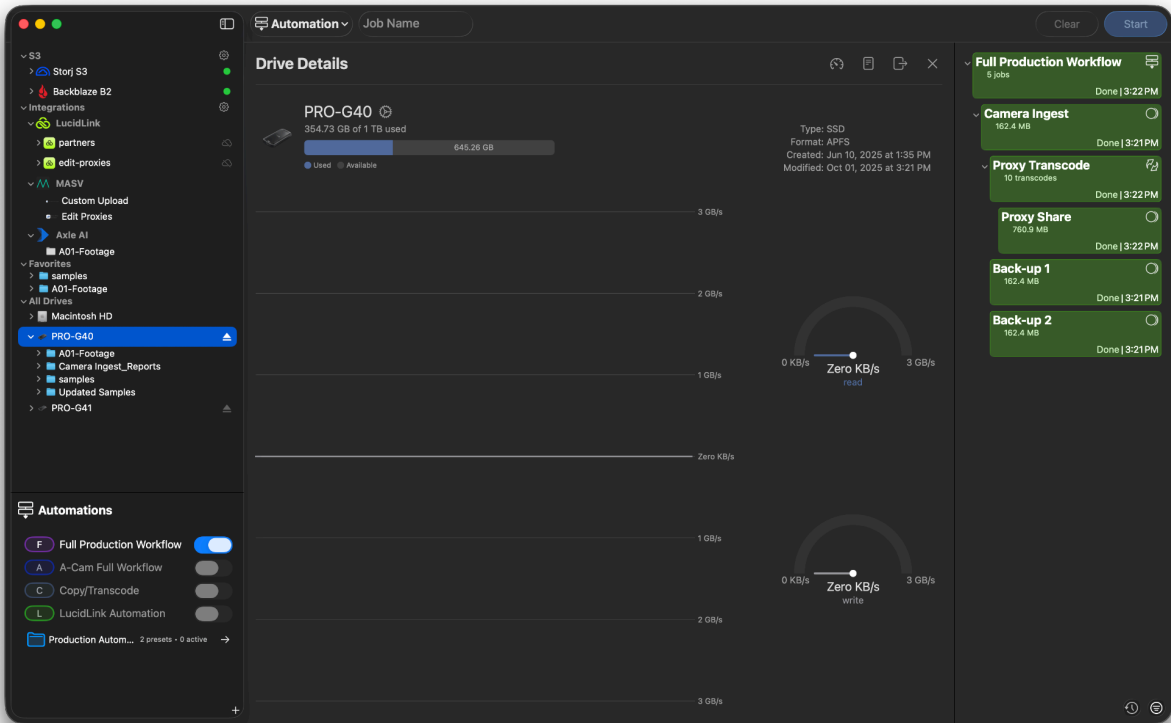 Automation
Job Name
Clear
Start
S3
Storj S3
Backblaze B2
Integrations
LucidLink
partners
edit-proxies
MASV
Custom Upload
Edit Proxies
Axle AI
A01-Footage
Favorites
samples
A01-Footage
All Drives
Macintosh HD
PRO-G40
A01-Footage
Camera Ingest_Reports
samples
Updated Samples
PRO-G41
Automations
F Full Production Workflow
A A-Cam Full Workflow
C Copy/Transcode
L LucidLink Automation
Production Autom... 2 presets • 0 active
Drive Details
PRO-G40
354.73 GB of 1 TB used
645.26 GB
Used Available
Type: SSD
Format: APFS
Created: Jun 10, 2025 at 1:35 PM
Modified: Oct 01, 2025 at 3:21 PM
3 GB/s
2 GB/s
1 GB/s
Zero KB/s
1 GB/s
2 GB/s
3 GB/s
0 KB/s 3 GB/s
Zero KB/s
read
0 KB/s 3 GB/s
Zero KB/s
write
Full Production Workflow
5 jobs
Done | 3:22 PM
Camera Ingest
162.4 MB
Done | 3:21 PM
Proxy Transcode
10 transcodes
Done | 3:22 PM
Proxy Share
760.9 MB
Done | 3:22 PM
Back-up 1
162.4 MB
Done | 3:21 PM
Back-up 2
162.4 MB
Done | 3:21 PM